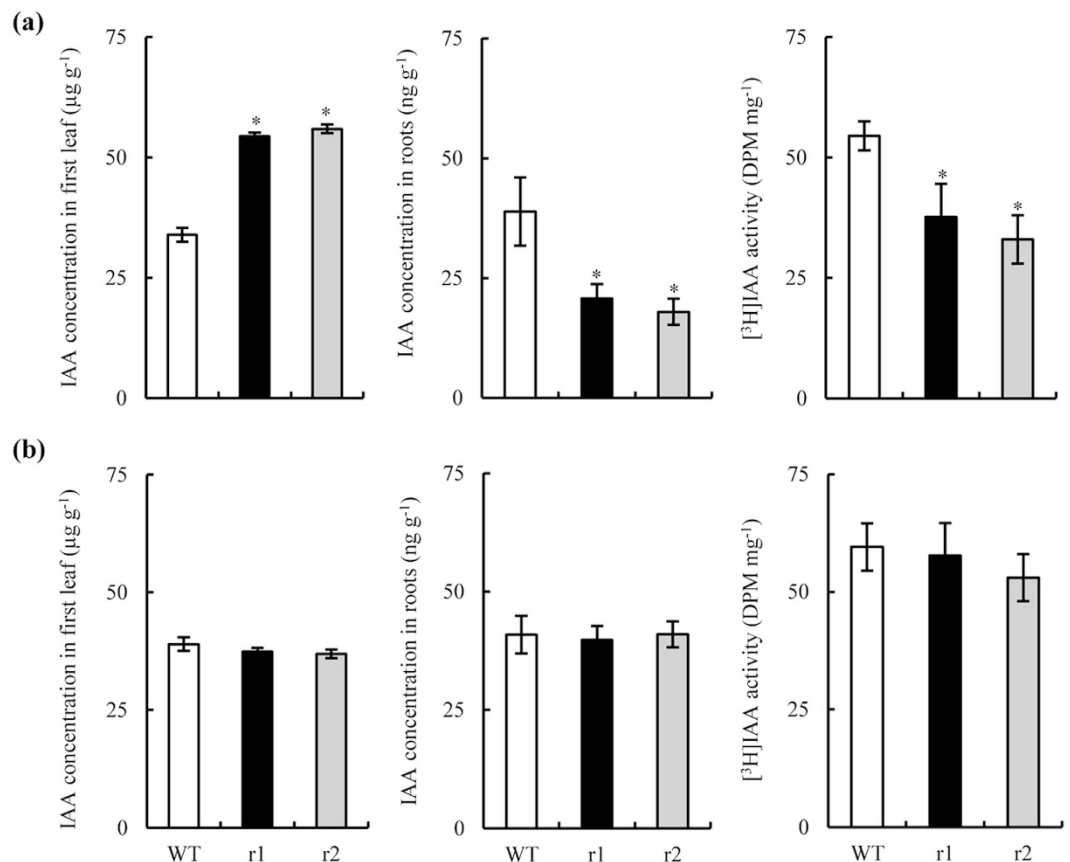 (a)
IAA concentration in first leaf (µg g⁻¹)
75
50
25
0
*
*
IAA concentration in roots (ng g⁻¹)
75
50
25
0
*
*
[³H]IAA activity (DPM mg⁻¹)
75
50
25
0
*
*
(b)
IAA concentration in first leaf (µg g⁻¹)
75
50
25
0
WT r1 r2
IAA concentration in roots (ng g⁻¹)
75
50
25
0
WT r1 r2
[³H]IAA activity (DPM mg⁻¹)
75
50
25
0
WT r1 r2